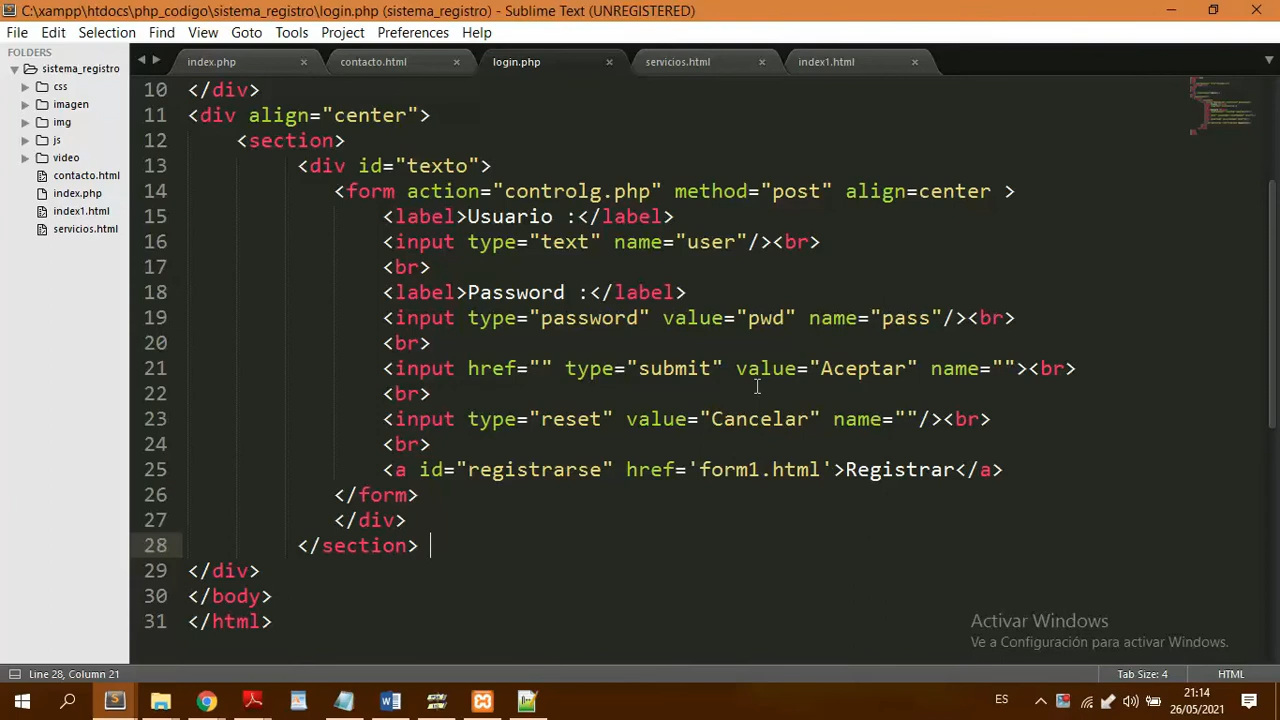 C:\xampp\htdocs\php_codigo\sistema_registro\login.php (sistema_registro) - Sublime Text (UNREGISTERED)
File Edit Selection Find View Goto Tools Project Preferences Help
FOLDERS
sistema_registro
css
imagen
img
js
video
contacto.html
index.php
index1.html
servicios.html
index.php contacto.html login.php servicios.html index1.html
10 </div>
11 <div align="center">
12 <section>
13 <div id="texto">
14 <form action="controlg.php" method="post" align=center >
15 <label>Usuario :</label>
16 <input type="text" name="user"/><br>
17 <br>
18 <label>Password :</label>
19 <input type="password" value="pwd" name="pass"/><br>
20 <br>
21 <input href="" type="submit" value="Aceptar" name=""><br>
22 <br>
23 <input type="reset" value="Cancelar" name=""/><br>
24 <br>
25 <a id="registrarse" href='form1.html'>Registrar</a>
26 </form>
27 </div>
28 </section>
29 </div>
30 </body>
31 </html>
Activar Windows
Ve a Configuración para activar Windows.
Line 28, Column 21 Tab Size: 4 HTML
ES
21:14
26/05/2021